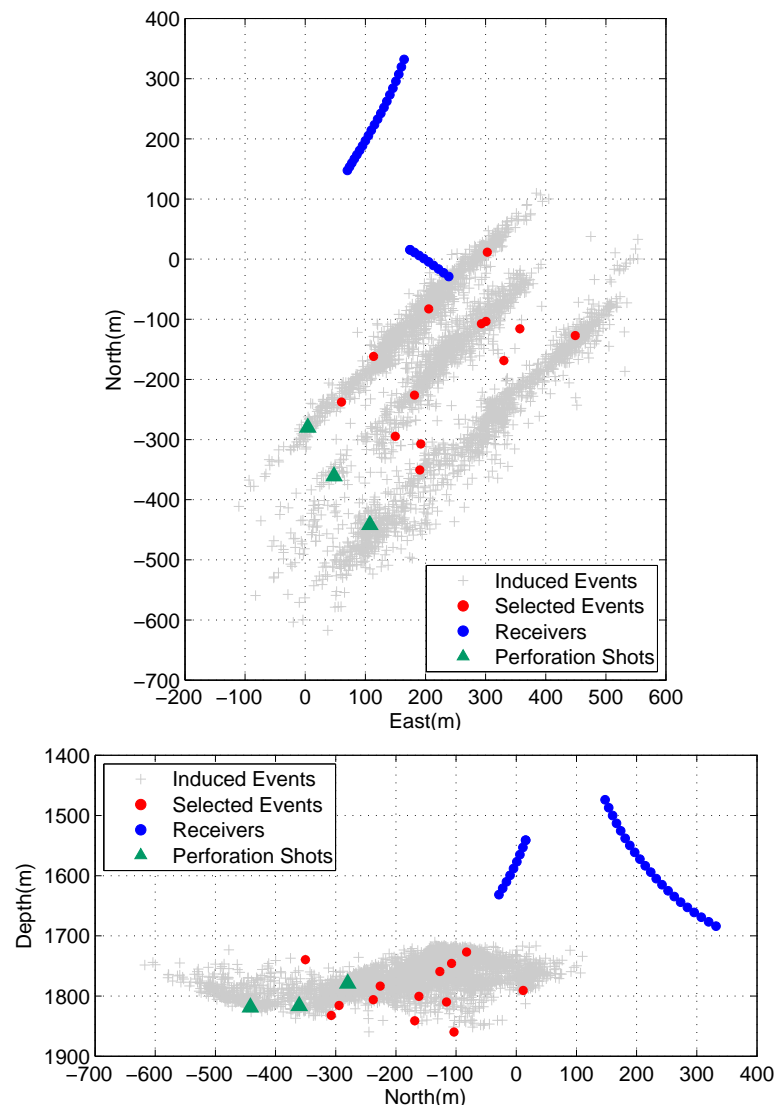 400
300
200
100
0
−100
−200
−300
−400
−500
−600
−700
North(m)
−200 −100 0 100 200 300 400 500 600
East(m)
Induced Events
Selected Events
Receivers
Perforation Shots
1400
1500
1600
1700
1800
1900
Depth(m)
Induced Events
Selected Events
Receivers
Perforation Shots
−700 −600 −500 −400 −300 −200 −100 0 100 200 300 400
North(m)